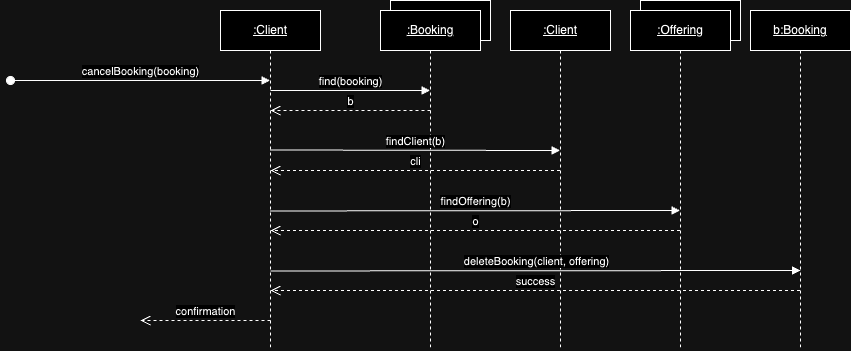 :Client
:Booking
:Client
:Offering
b:Booking
cancelBooking(booking)
find(booking)
b
findClient(b)
cli
findOffering(b)
o
deleteBooking(client, offering)
success
confirmation